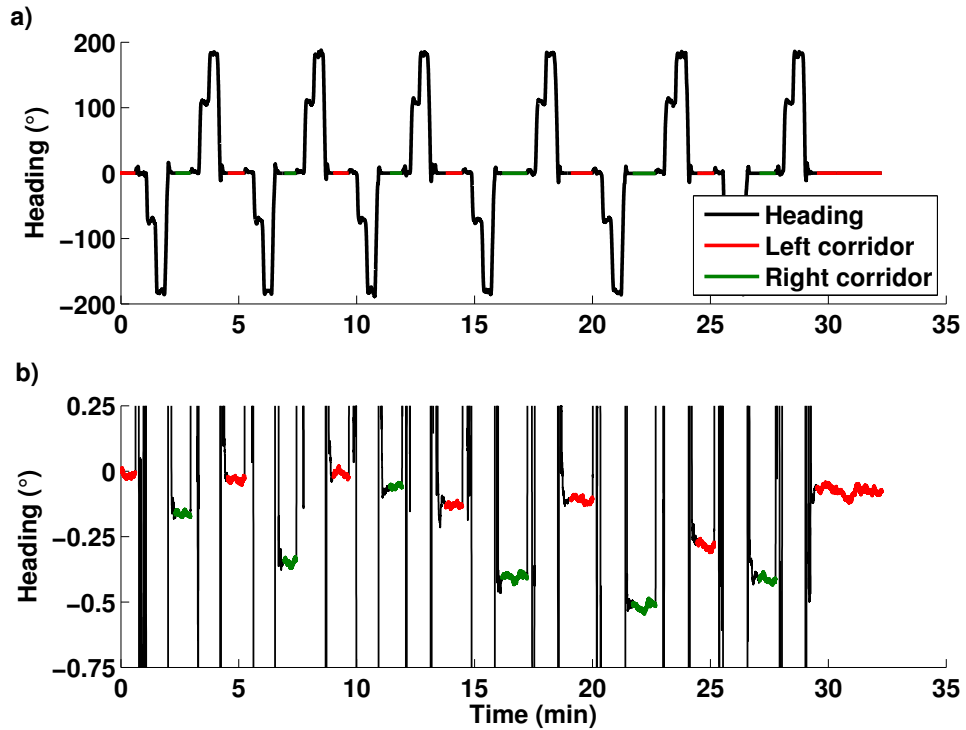 a)
200
100
0
−100
−200
Heading (°)
0 5 10 15 20 25 30 35
Heading
Left corridor
Right corridor
b)
0.25
0
−0.25
−0.5
−0.75
Heading (°)
0 5 10 15 20 25 30 35
Time (min)